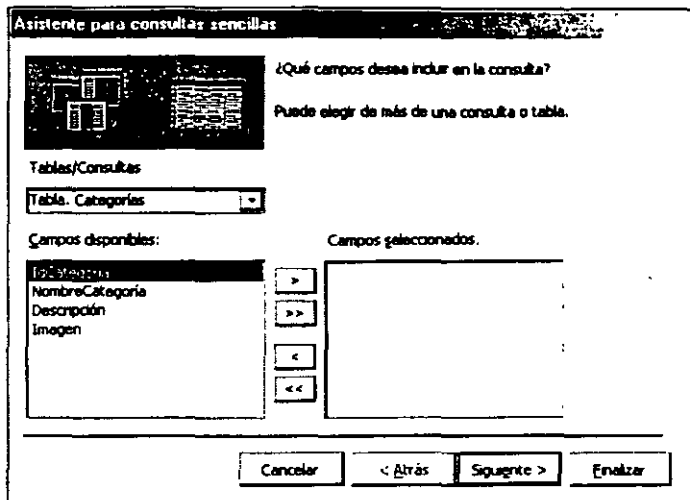 Asistente para consultas sencillas
¿Qué campos desea incluir en la consulta?
Puede elegir de más de una consulta o tabla.
Tablas/Consultas
Tabla. Categorías
Campos disponibles:
Campos seleccionados.
IdCategoría
NombreCategoría
Descripción
Imagen
>
>>
<
<<
Cancelar
< Atrás
Siguiente >
Finalizar